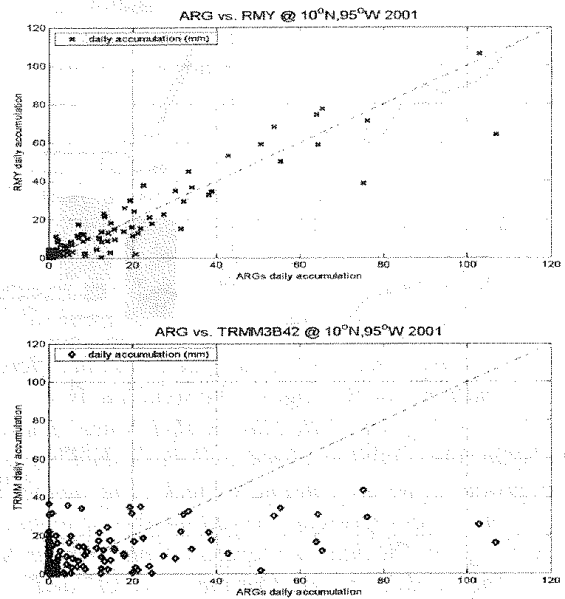 ARG vs. RMY @ 10°N,95°W 2001
daily accumulation (mm)
120
100
80
60
40
20
0
RMY daily accumulation
0 20 40 60 80 100 120
ARGs daily accumulation
ARG vs. TRMM3B42 @ 10°N,95°W 2001
daily accumulation (mm)
120
100
80
60
40
20
0
TRMM daily accumulation
0 20 40 60 80 100 120
ARGs daily accumulation